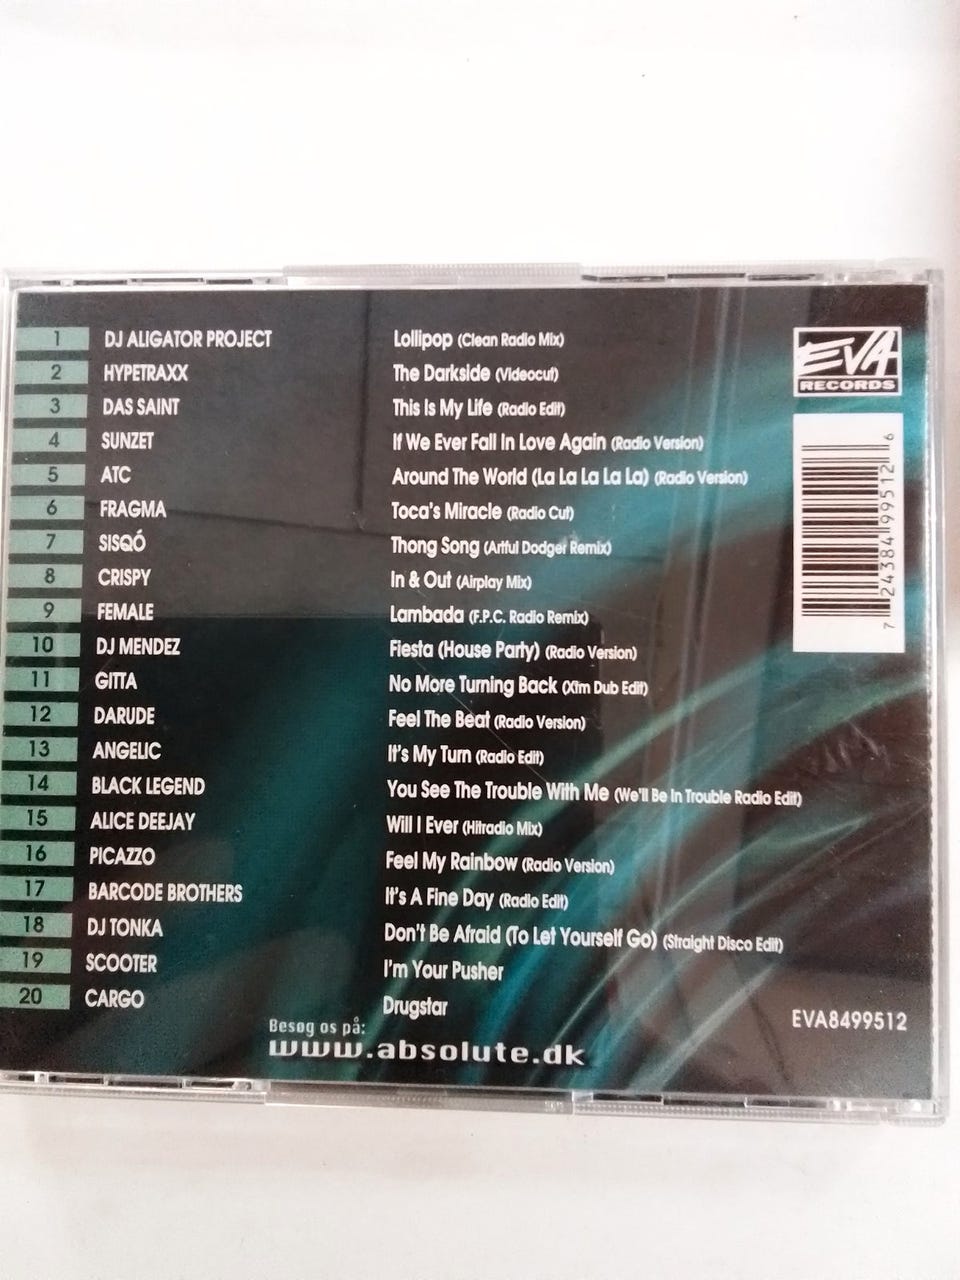 1 DJ ALIGATOR PROJECT Lollipop (Clean Radio Mix)
2 HYPETRAXX The Darkside (Videocut)
3 DAS SAINT This Is My Life (Radio Edit)
4 SUNZET If We Ever Fall In Love Again (Radio Version)
5 ATC Around The World (La La La La La) (Radio Version)
6 FRAGMA Toca's Miracle (Radio Cut)
7 SISQÓ Thong Song (Artful Dodger Remix)
8 CRISPY In & Out (Airplay Mix)
9 FEMALE Lambada (F.P.C. Radio Remix)
10 DJ MENDEZ Fiesta (House Party) (Radio Version)
11 GITTA No More Turning Back (Xtm Dub Edit)
12 DARUDE Feel The Beat (Radio Version)
13 ANGELIC It's My Turn (Radio Edit)
14 BLACK LEGEND You See The Trouble With Me (We'll Be In Trouble Radio Edit)
15 ALICE DEEJAY Will I Ever (Hitradio Mix)
16 PICAZZO Feel My Rainbow (Radio Version)
17 BARCODE BROTHERS It's A Fine Day (Radio Edit)
18 DJ TONKA Don't Be Afraid (To Let Yourself Go) (Straight Disco Edit)
19 SCOOTER I'm Your Pusher
20 CARGO Drugstar
Besøg os på:
www.absolute.dk
EVA
RECORDS
7 24384 99512 6
EVA8499512